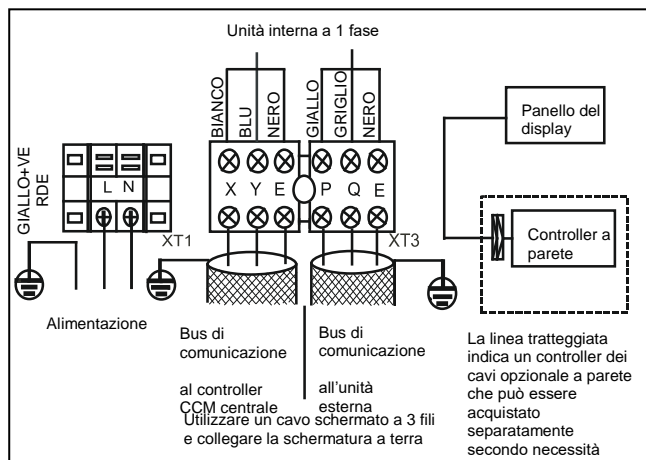 Unità interna a 1 fase
BIANCO
BLU
NERO
GIALLO
GRIGLIO
NERO
Panello del
display
GIALLO+VE
RDE
L N
X Y E P Q E
XT1
XT3
Controller a
parete
Alimentazione
Bus di
comunicazione
al controller
CCM centrale
Bus di
comunicazione
all'unità
esterna
Utilizzare un cavo schermato a 3 fili
e collegare la schermatura a terra
La linea tratteggiata
indica un controller dei
cavi opzionale a parete
che può essere
acquistato
separatamente
secondo necessità